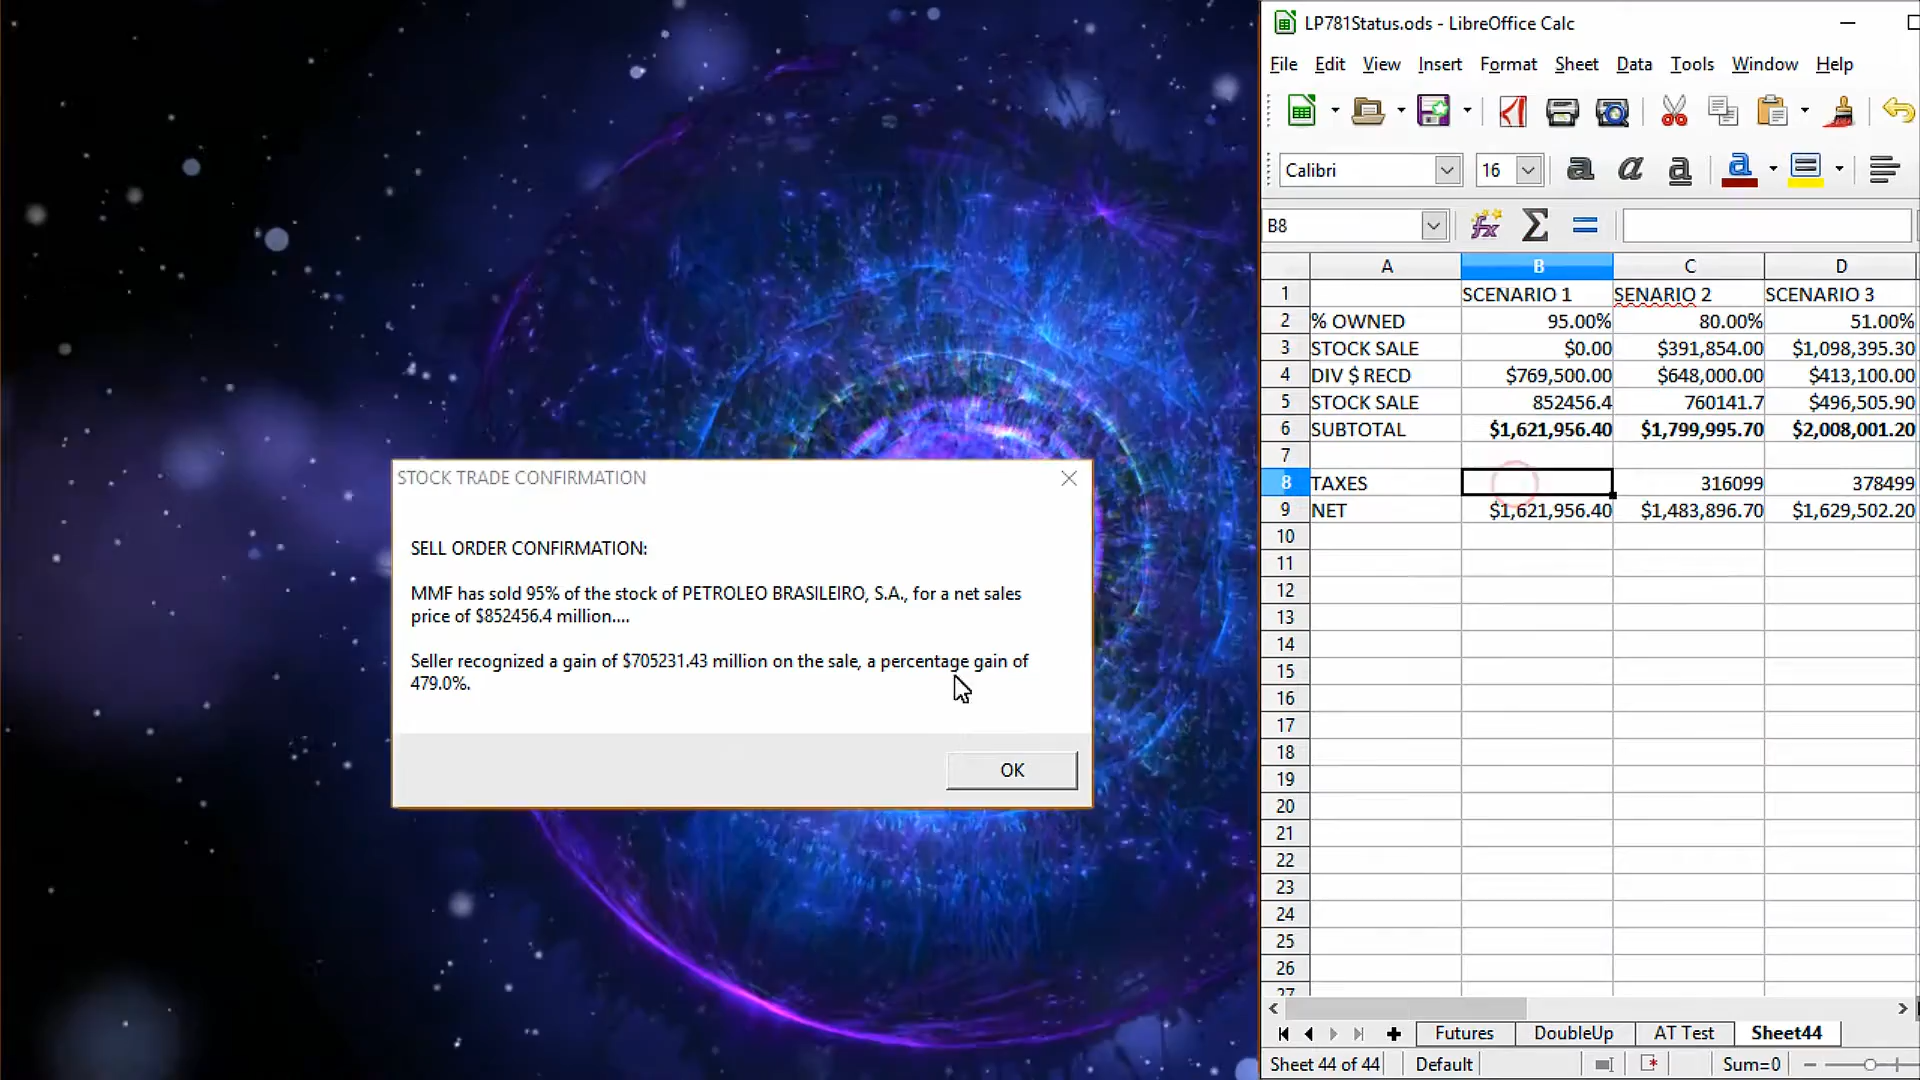 LP781Status.ods - LibreOffice Calc
File Edit View Insert Format Sheet Data Tools Window Help
Calibri 16
B8
A B C D
1 SCENARIO 1 SENARIO 2 SCENARIO 3
2 % OWNED 95.00% 80.00% 51.00%
3 STOCK SALE $0.00 $391,854.00 $1,098,395.30
4 DIV $ RECD $769,500.00 $648,000.00 $413,100.00
5 STOCK SALE 852456.4 760141.7 $496,505.90
6 SUBTOTAL $1,621,956.40 $1,799,995.70 $2,008,001.20
7
8 TAXES 316099 378499
9 NET $1,621,956.40 $1,483,896.70 $1,629,502.20
10
11
12
13
14
15
16
17
18
19
20
21
22
23
24
25
26
27
Futures DoubleUp AT Test Sheet44
Sheet 44 of 44 Default Sum=0
STOCK TRADE CONFIRMATION
SELL ORDER CONFIRMATION:
MMF has sold 95% of the stock of PETROLEO BRASILEIRO, S.A., for a net sales
price of $852456.4 million....
Seller recognized a gain of $705231.43 million on the sale, a percentage gain of
479.0%.
OK